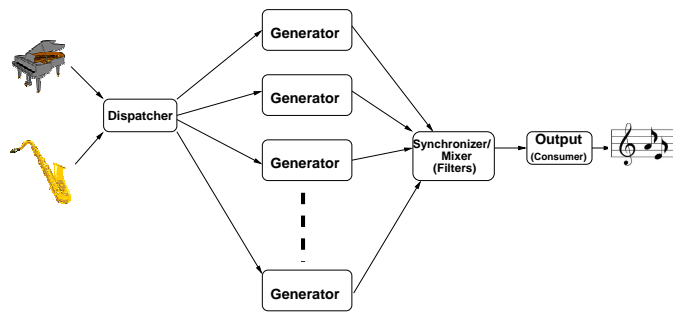 Generator
Generator
Dispatcher
Generator
Synchronizer/
Mixer
(Filters)
Output
(Consumer)
Generator